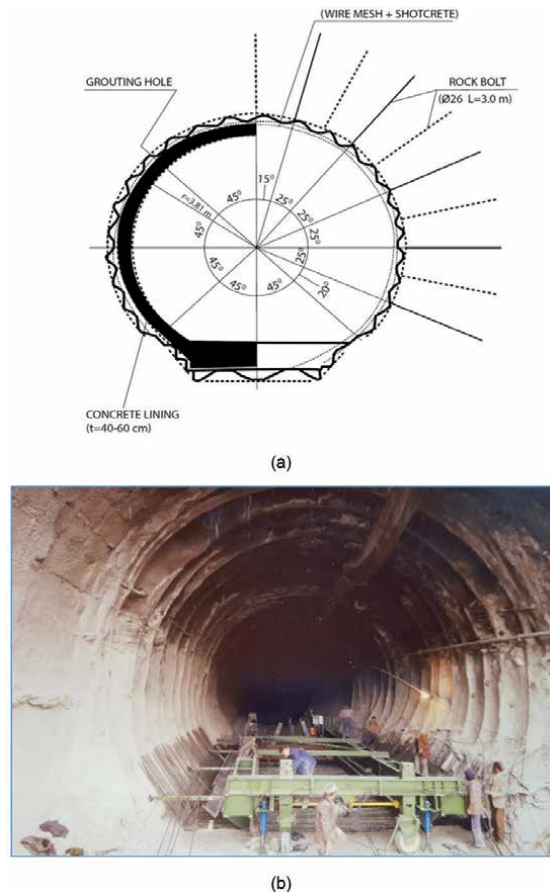 (WIRE MESH + SHOTCRETE)
GROUTING HOLE
ROCK BOLT
(Ø26 L=3.0 m)
r=3.81 m
15°
45°
25°
25°
45°
25°
25°
45°
20°
45°
45°
CONCRETE LINING
(t=40-60 cm)
(a)
(b)